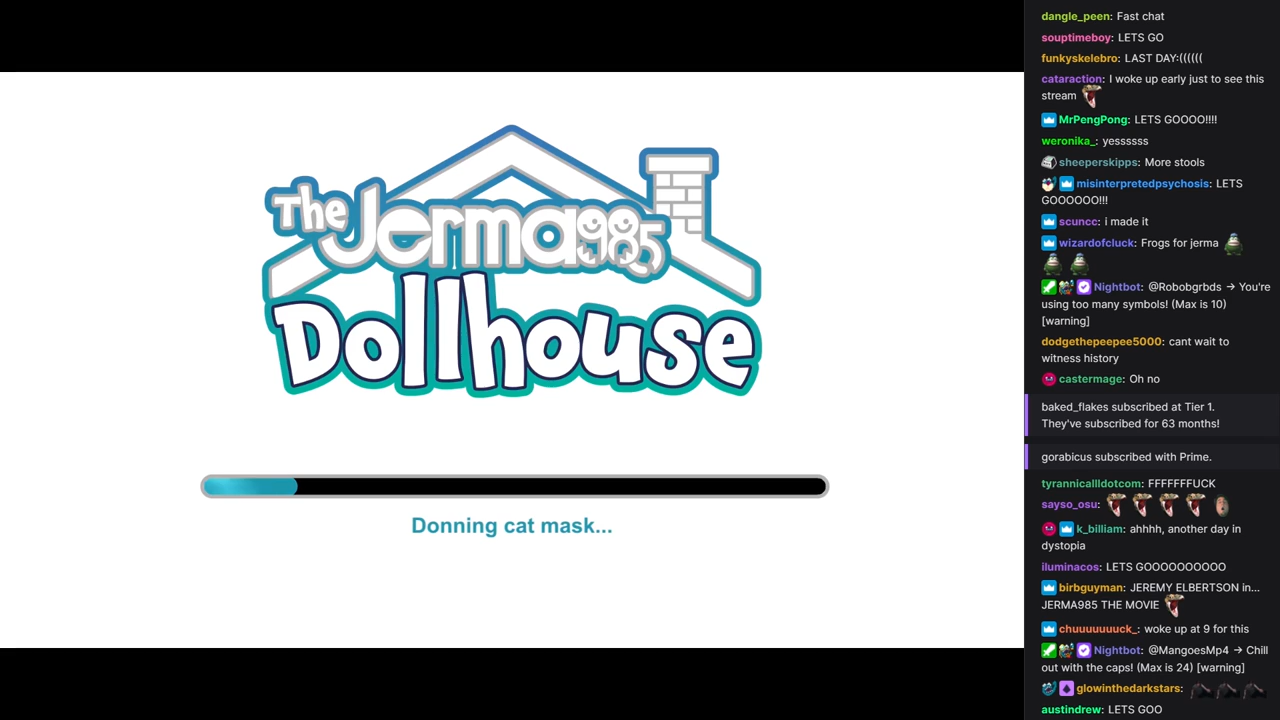 The Jerma985
Dollhouse
Donning cat mask...
dangle_peen: Fast chat
souptimeboy: LETS GO
funkyskelebro: LAST DAY:((((((
cataraction: I woke up early just to see this
stream
MrPengPong: LETS GOOOO!!!!
weronika_: yessssss
sheeperskipps: More stools
misinterpretedpsychosis: LETS
GOOOOOO!!!
scuncc: i made it
wizardofcluck: Frogs for jerma
Nightbot: @Robobgrbds → You're
using too many symbols! (Max is 10)
[warning]
dodgethepeepee5000: cant wait to
witness history
castermage: Oh no
baked_flakes subscribed at Tier 1.
They've subscribed for 63 months!
gorabicus subscribed with Prime.
tyrannicallldotcom: FFFFFFFUCK
sayso_osu:
k_billiam: ahhhh, another day in
dystopia
iluminacos: LETS GOOOOOOOOOO
birbguyman: JEREMY ELBERTSON in...
JERMA985 THE MOVIE
chuuuuuuuck_: woke up at 9 for this
Nightbot: @MangoesMp4 → Chill
out with the caps! (Max is 24) [warning]
glowinthedarkstars:
austindrew: LETS GOO